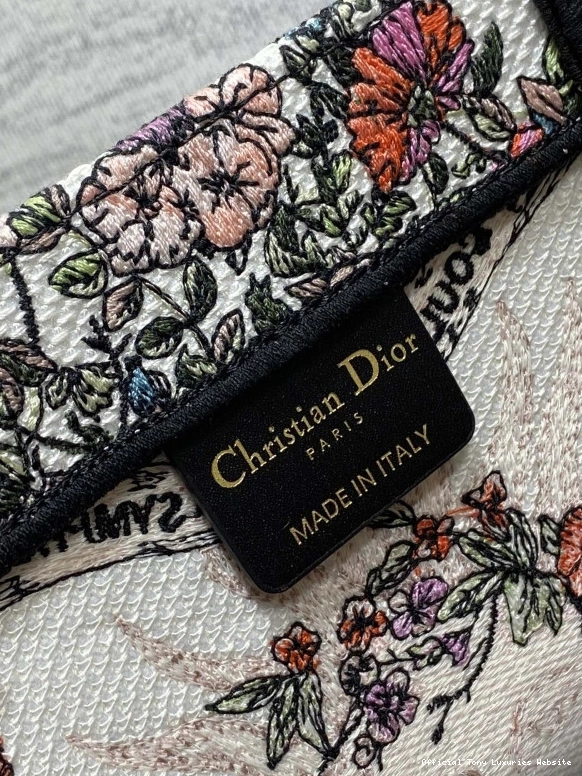 Christian Dior
PARIS
MADE IN ITALY
Official Tony Luxuries Website